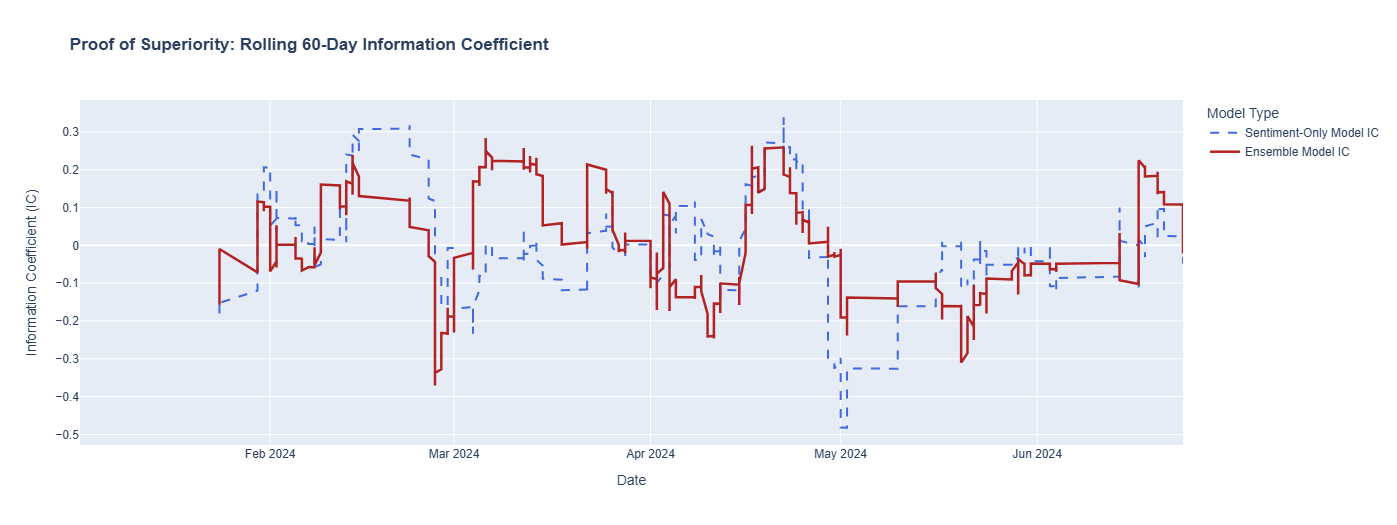 Proof of Superiority: Rolling 60-Day Information Coefficient
Model Type
Sentiment-Only Model IC
Ensemble Model IC
Information Coefficient (IC)
0.3
0.2
0.1
0
−0.1
−0.2
−0.3
−0.4
−0.5
Feb 2024
Mar 2024
Apr 2024
May 2024
Jun 2024
Date